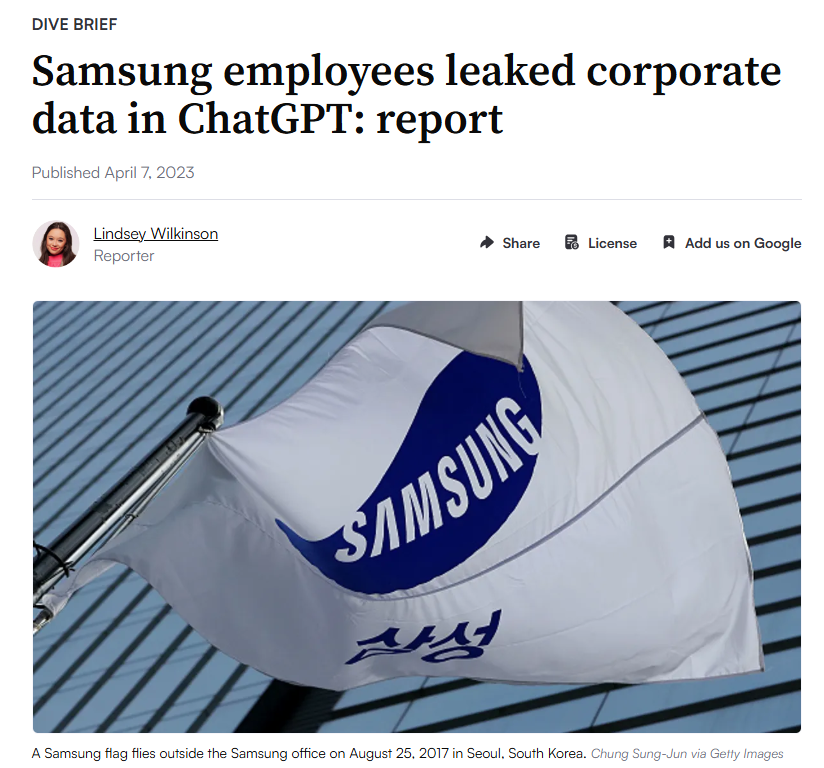 DIVE BRIEF
Samsung employees leaked corporate
data in ChatGPT: report
Published April 7, 2023
Lindsey Wilkinson
Reporter
Share
License
Add us on Google
SAMSUNG
삼성
A Samsung flag flies outside the Samsung office on August 25, 2017 in Seoul, South Korea. Chung Sung-Jun via Getty Images